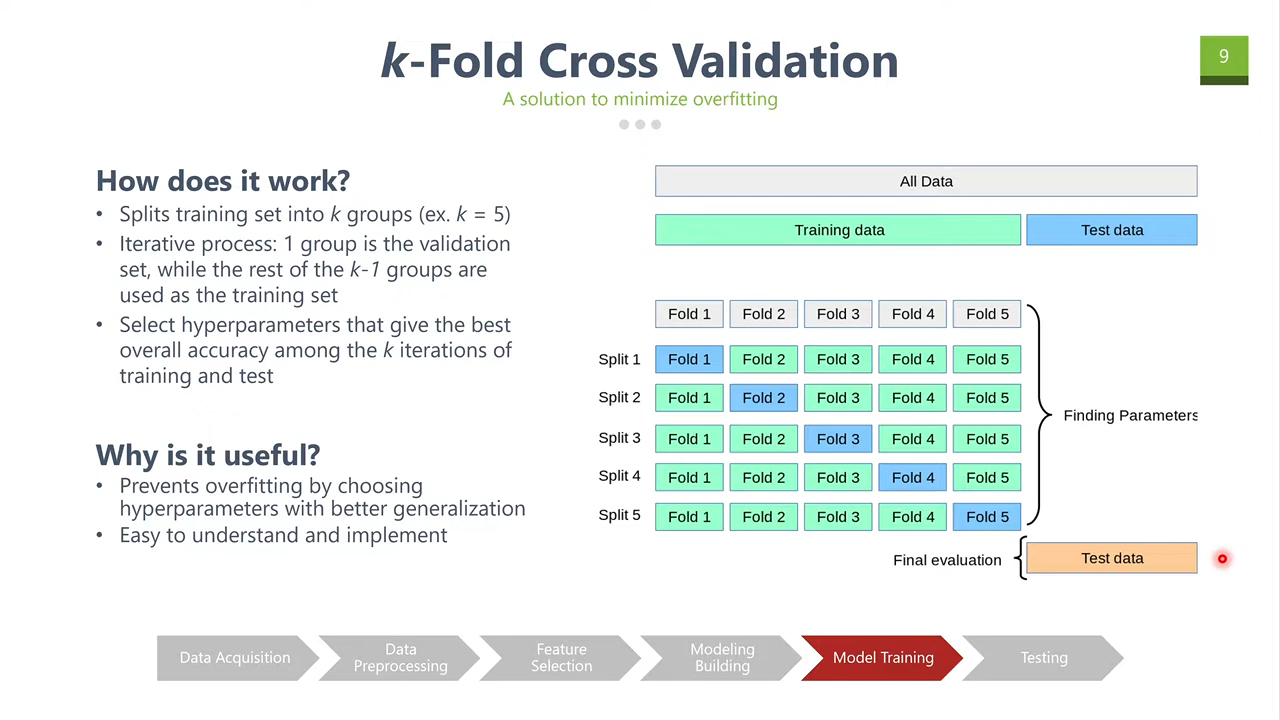 k-Fold Cross Validation
9
A solution to minimize overfitting
How does it work?
• Splits training set into k groups (ex. k = 5)
• Iterative process: 1 group is the validation
set, while the rest of the k-1 groups are
used as the training set
• Select hyperparameters that give the best
overall accuracy among the k iterations of
training and test
Why is it useful?
• Prevents overfitting by choosing
hyperparameters with better generalization
• Easy to understand and implement
All Data
Training data Test data
Fold 1 Fold 2 Fold 3 Fold 4 Fold 5
Split 1 Fold 1 Fold 2 Fold 3 Fold 4 Fold 5
Split 2 Fold 1 Fold 2 Fold 3 Fold 4 Fold 5
Finding Parameters
Split 3 Fold 1 Fold 2 Fold 3 Fold 4 Fold 5
Split 4 Fold 1 Fold 2 Fold 3 Fold 4 Fold 5
Split 5 Fold 1 Fold 2 Fold 3 Fold 4 Fold 5
Final evaluation Test data
Data Acquisition
Data
Preprocessing
Feature
Selection
Modeling
Building
Model Training
Testing